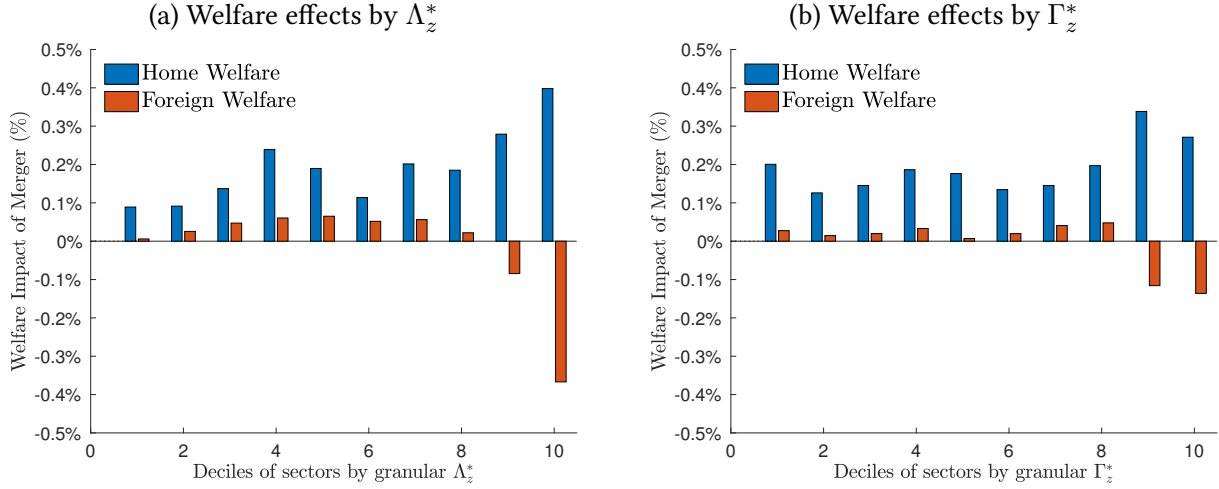 (a) Welfare effects by Λ*z
0.5%
0.4%
0.3%
0.2%
0.1%
0%
-0.1%
-0.2%
-0.3%
-0.4%
-0.5%
Welfare Impact of Merger (%)
Home Welfare
Foreign Welfare
0 2 4 6 8 10
Deciles of sectors by granular Λ*z
(b) Welfare effects by Γ*z
0.5%
0.4%
0.3%
0.2%
0.1%
0%
-0.1%
-0.2%
-0.3%
-0.4%
-0.5%
Welfare Impact of Merger (%)
Home Welfare
Foreign Welfare
0 2 4 6 8 10
Deciles of sectors by granular Γ*z